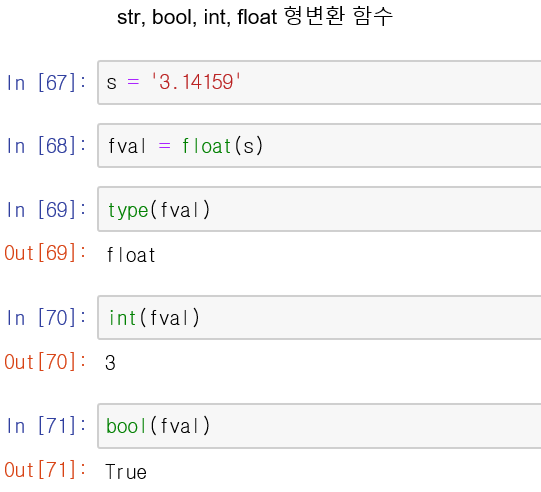 str, bool, int, float 형변환 함수
In [67]: s = '3.14159'
In [68]: fval = float(s)
In [69]: type(fval)
Out[69]: float
In [70]: int(fval)
Out[70]: 3
In [71]: bool(fval)
Out[71]: True